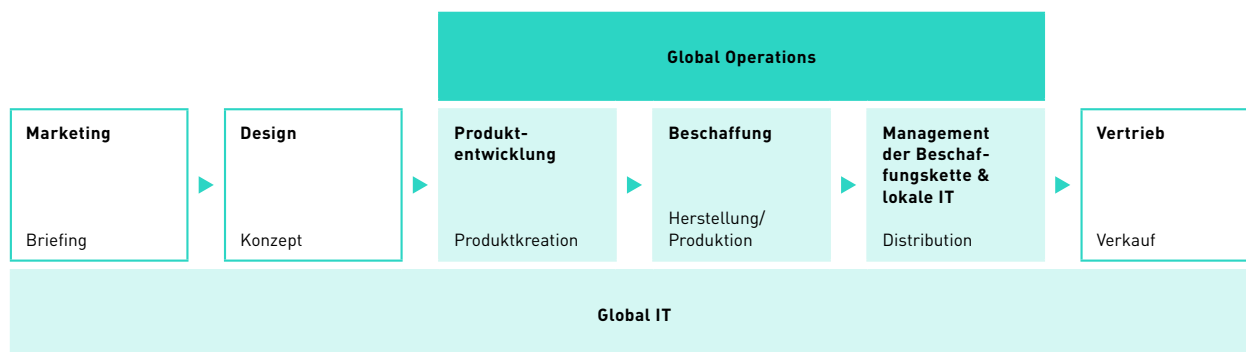 Global Operations
Marketing
Briefing
Design
Konzept
Produkt-
entwicklung
Produktkreation
Beschaffung
Herstellung/
Produktion
Management
der Beschaf-
fungskette &
lokale IT
Distribution
Vertrieb
Verkauf
Global IT